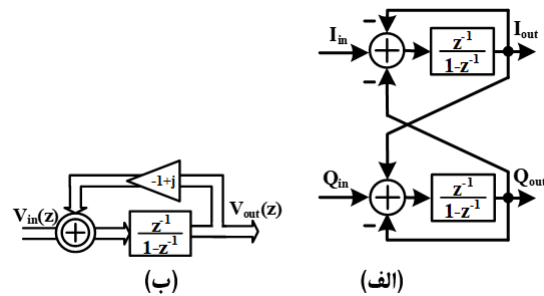 I_in
z^-1
1-z^-1
I_out
Q_in
z^-1
1-z^-1
Q_out
(الف)
-1+j
V_in(z)
z^-1
1-z^-1
V_out(z)
(ب)